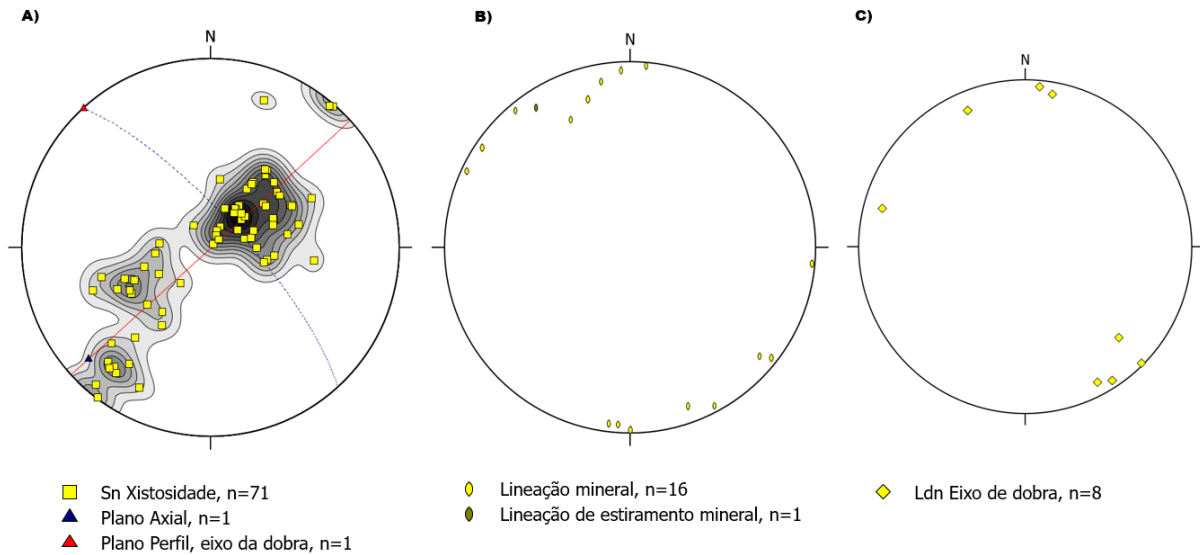 A)
B)
C)
N
N
N
Sn Xistosidade, n=71
Plano Axial, n=1
Plano Perfil, eixo da dobra, n=1
Lineação mineral, n=16
Lineação de estiramento mineral, n=1
Ldn Eixo de dobra, n=8